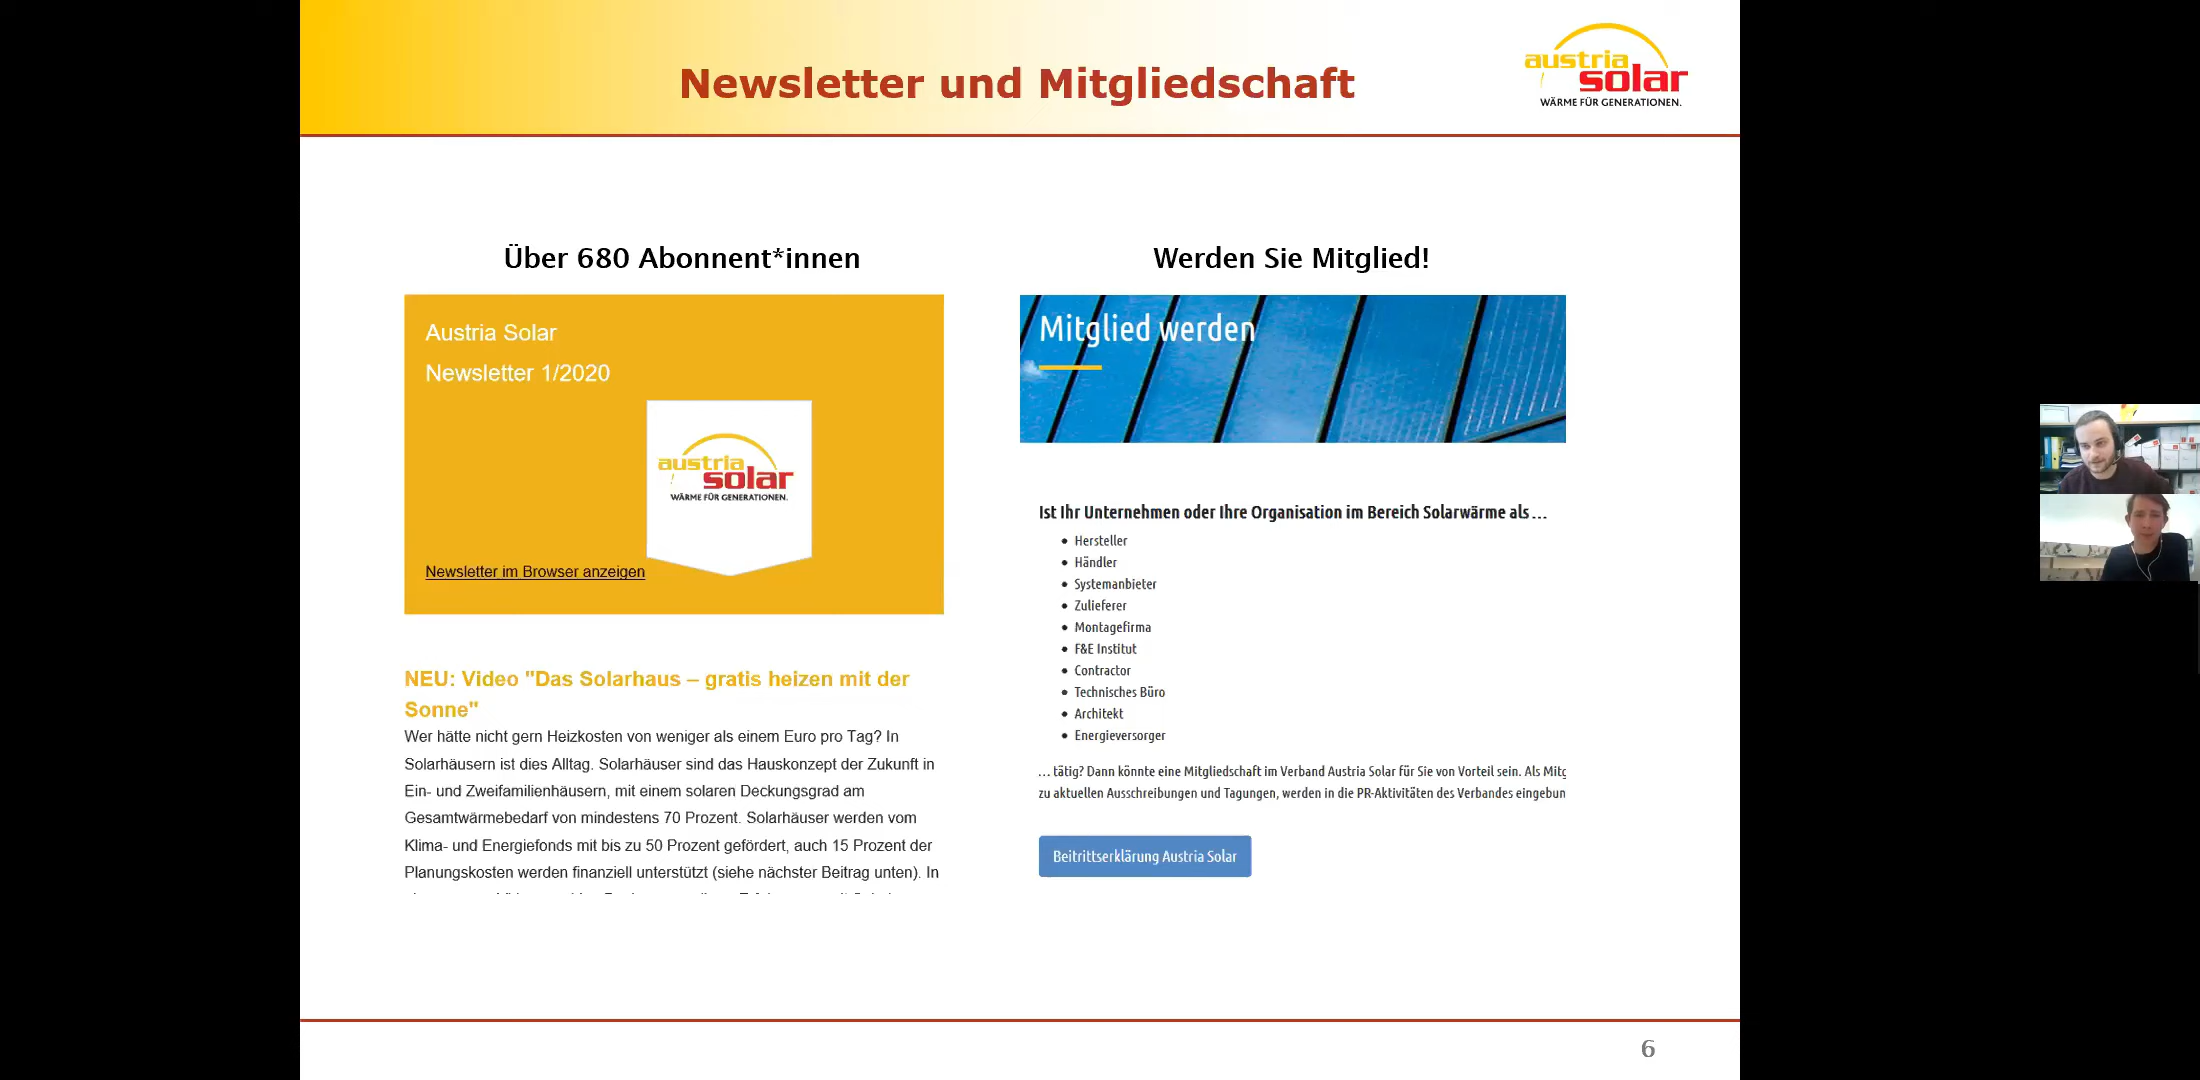 Newsletter und Mitgliedschaft
austria
solar
WÄRME FÜR GENERATIONEN.
Über 680 Abonnent*innen
Austria Solar
Newsletter 1/2020
austria
solar
WÄRME FÜR GENERATIONEN.
Newsletter im Browser anzeigen
NEU: Video "Das Solarhaus – gratis heizen mit der
Sonne"
Wer hätte nicht gern Heizkosten von weniger als einem Euro pro Tag? In
Solarhäusern ist dies Alltag. Solarhäuser sind das Hauskonzept der Zukunft in
Ein- und Zweifamilienhäusern, mit einem solaren Deckungsgrad am
Gesamtwärmebedarf von mindestens 70 Prozent. Solarhäuser werden vom
Klima- und Energiefonds mit bis zu 50 Prozent gefördert, auch 15 Prozent der
Planungskosten werden finanziell unterstützt (siehe nächster Beitrag unten). In
Werden Sie Mitglied!
Mitglied werden
Ist Ihr Unternehmen oder Ihre Organisation im Bereich Solarwärme als ...
• Hersteller
• Händler
• Systemanbieter
• Zulieferer
• Montagefirma
• F&E Institut
• Contractor
• Technisches Büro
• Architekt
• Energieversorger
... tätig? Dann könnte eine Mitgliedschaft im Verband Austria Solar für Sie von Vorteil sein. Als Mitg
zu aktuellen Ausschreibungen und Tagungen, werden in die PR-Aktivitäten des Verbandes eingebun
Beitrittserklärung Austria Solar
6